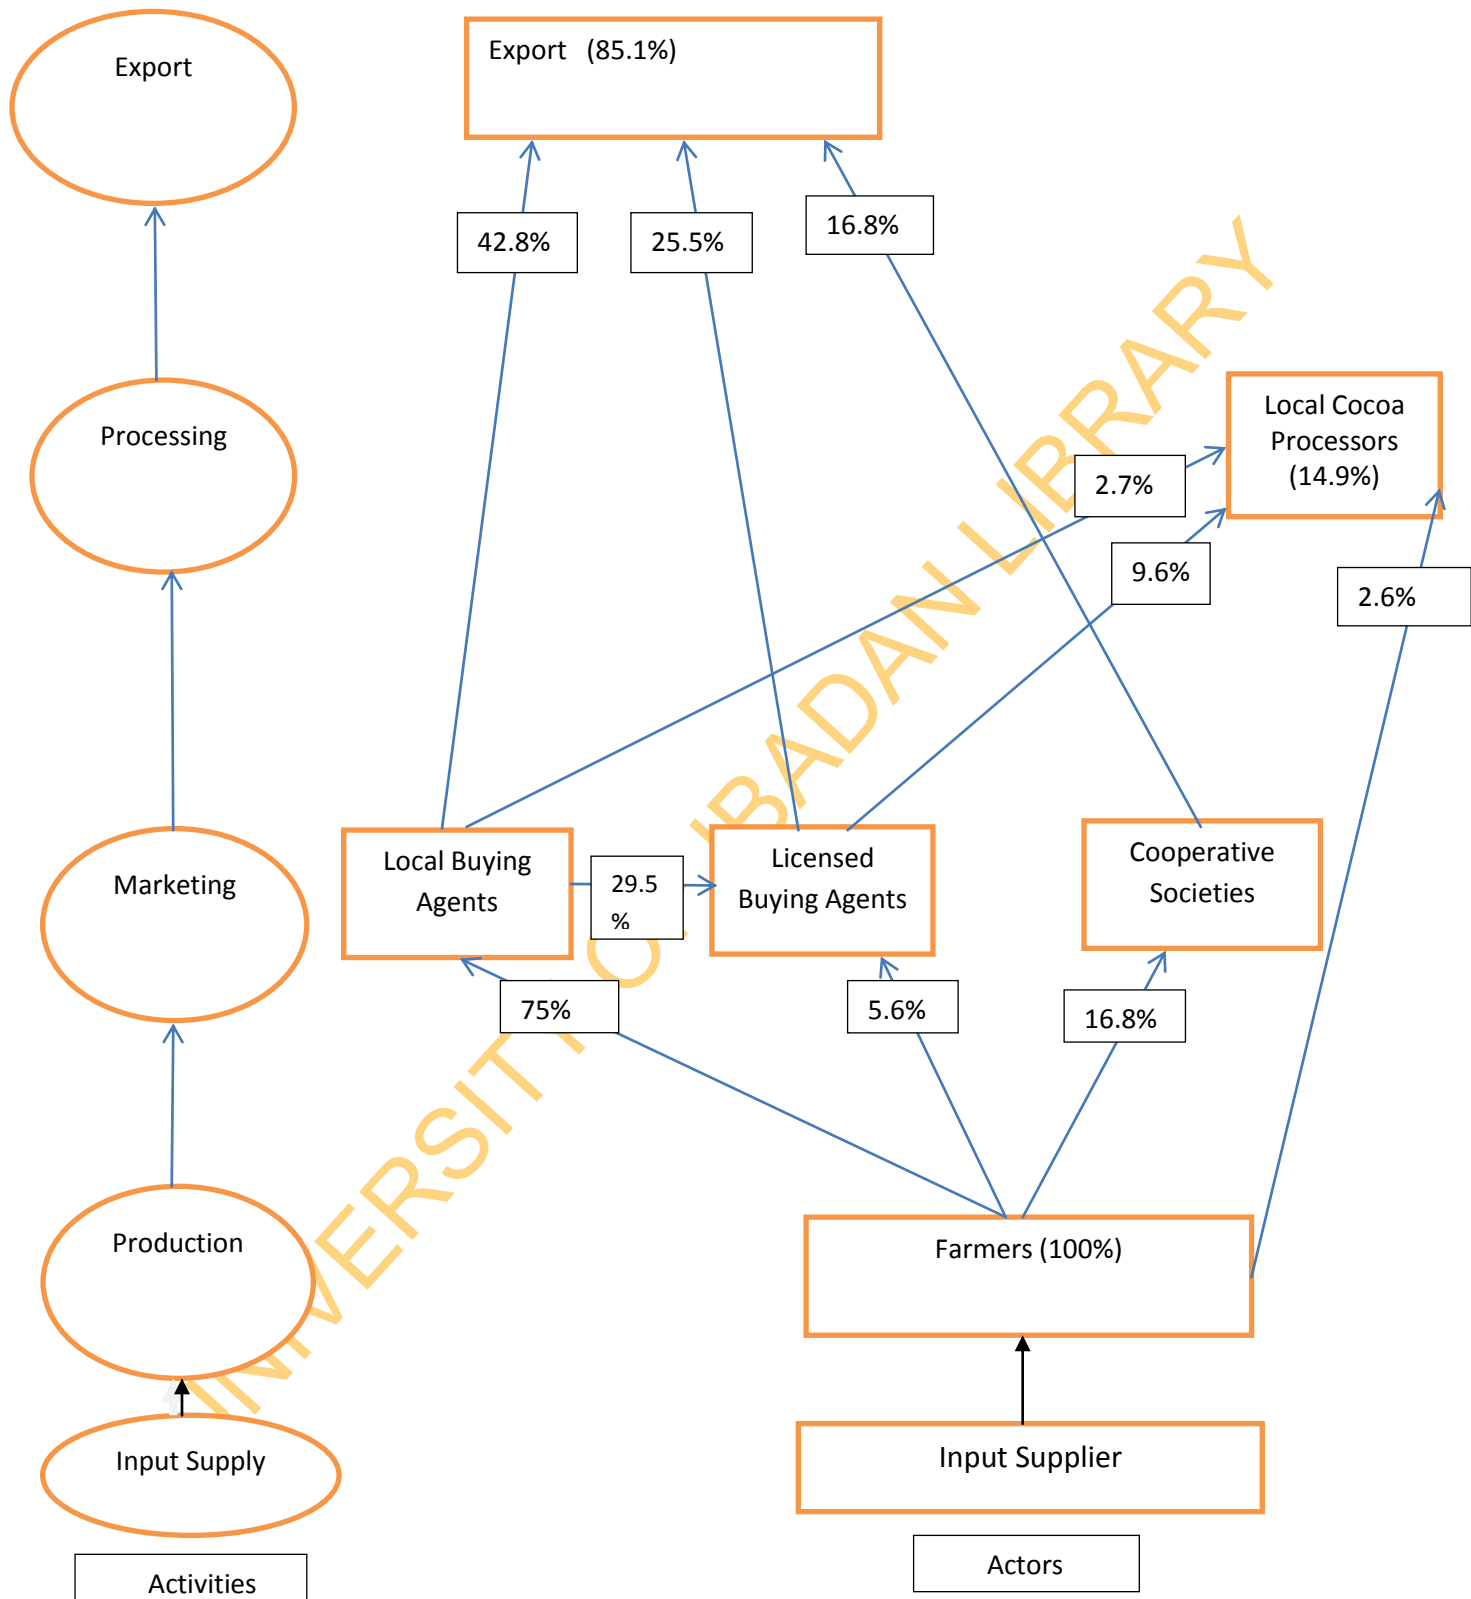 Export
Export (85.1%)
42.8%
25.5%
16.8%
Local Cocoa
Processors
(14.9%)
Processing
2.7%
9.6%
2.6%
Local Buying
Agents
29.5
%
Licensed
Buying Agents
Cooperative
Societies
Marketing
75%
5.6%
16.8%
Production
Farmers (100%)
Input Supply
Input Supplier
Activities
Actors
UNIVERSITY OF IBADAN LIBRARY